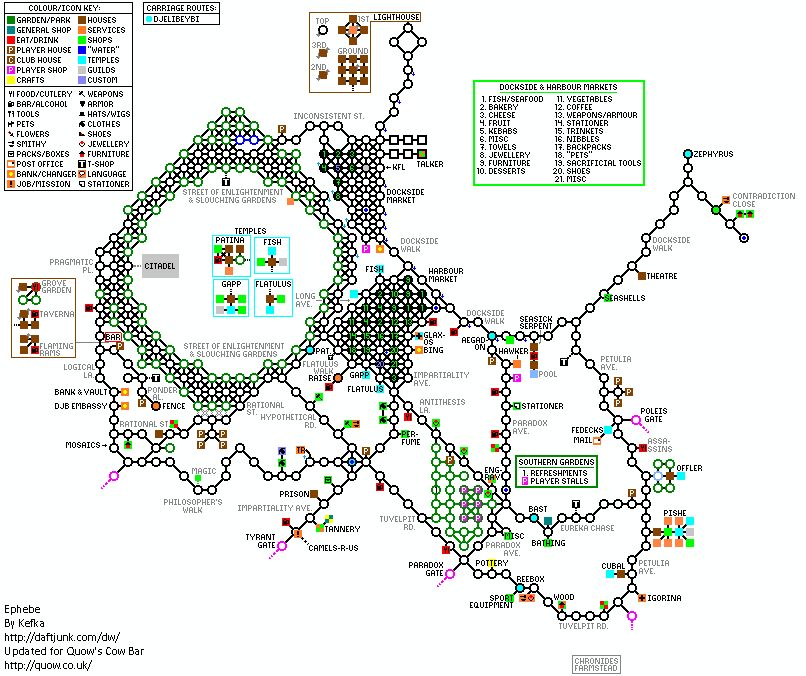 COLOUR/ICON KEY:
GARDEN/PARK
HOUSES
GENERAL SHOP
SERVICES
EAT/DRINK
SHOPS
P PLAYER HOUSE
"WATER"
C CLUB HOUSE
TEMPLES
P PLAYER SHOP
GUILDS
CRAFTS
CUSTOM
FOOD/CUTLERY
WEAPONS
BAR/ALCOHOL
ARMOR
TOOLS
HATS/WIGS
PETS
CLOTHES
FLOWERS
SHOES
SMITHY
JEWELLERY
PACKS/BOXES
FURNITURE
POST OFFICE
T-SHOP
BANK/CHANGER
LANGUAGE
JOB/MISSION
STATIONER
CARRIAGE ROUTES:
DJELIBEYBI
TOP
1ST
3RD
GROUND
2ND
LIGHTHOUSE
DOCKSIDE & HARBOUR MARKETS
1. FISH/SEAFOOD
2. BAKERY
3. CHEESE
4. FRUIT
5. KEBABS
6. MISC
7. TOWELS
8. JEWELLERY
9. FURNITURE
10. DESSERTS
11. VEGETABLES
12. COFFEE
13. WEAPONS/ARMOUR
14. STATIONER
15. TRINKETS
16. NIBBLES
17. BACKPACKS
18. "PETS"
19. SACRIFICIAL TOOLS
20. SHOES
21. MISC
INCONSISTENT ST.
P
TALKER
KFL
ZEPHYRUS
T
STREET OF ENLIGHTENMENT
& SLOUCHING GARDENS
DOCKSIDE
MARKET
CONTRADICTION
CLOSE
TEMPLES
PATINA
FISH
GAPP
FLATULUS
CITADEL
PRAGMATIC
PL.
P
DOCKSIDE
WALK
DOCKSIDE
WALK
FISH
HARBOUR
MARKET
THEATRE
SEASHELLS
GROVE
GARDEN
TAVERNA
FLAMING
RAMS
LONG
AVE.
DOCKSIDE
WALK
SEASICK
SERPENT
BAR
P
STREET OF ENLIGHTENMENT
& SLOUCHING GARDENS
PAT.
T
GLAX-
OS
BING
AEGAD-
ON
HAWKER
P
POOL
T
PETULIA
AVE.
LOGICAL
LA.
FLATULUS
WALK
RAISE
GAPP
FLATULUS
IMPARTIALITY
AVE.
BANK & VAULT
DJB EMBASSY
PONDER
AL.
T
P
FENCE
RATIONAL
ST.
HYPOTHETICAL
RD.
ANTITHESIS
LA.
STATIONER
PARADOX
AVE.
P
P
P
POLEIS
GATE
RATIONAL ST.
P P
P P
MOSAICS
PER-
FUME
FEDECKS
MAIL
ASSA-
SSINS
TR
P
P
MAGIC
PHILOSOPHER'S
WALK
PRISON
ENG-
RAV.
SOUTHERN GARDENS
1. REFRESHMENTS
P PLAYER STALLS
OFFLER
P
P P
P P
P P
IMPARTIALITY AVE.
TANNERY
CAMELS-R-US
TYRANT
GATE
TUVELPIT
RD.
BAST
T
EUREKA CHASE
BATHING
PISHE
MISC
PARADOX
AVE.
PARADOX
GATE
POTTERY
REEBOX
SPORT
EQUIPMENT
WOOD
TUVELPIT RD.
CUBAL
PETULIA
AVE.
IGORINA
CHRONIDES
FARMSTEAD
Ephebe
By Kefka
http://daftjunk.com/dw/
Updated for Quow's Cow Bar
http://quow.co.uk/